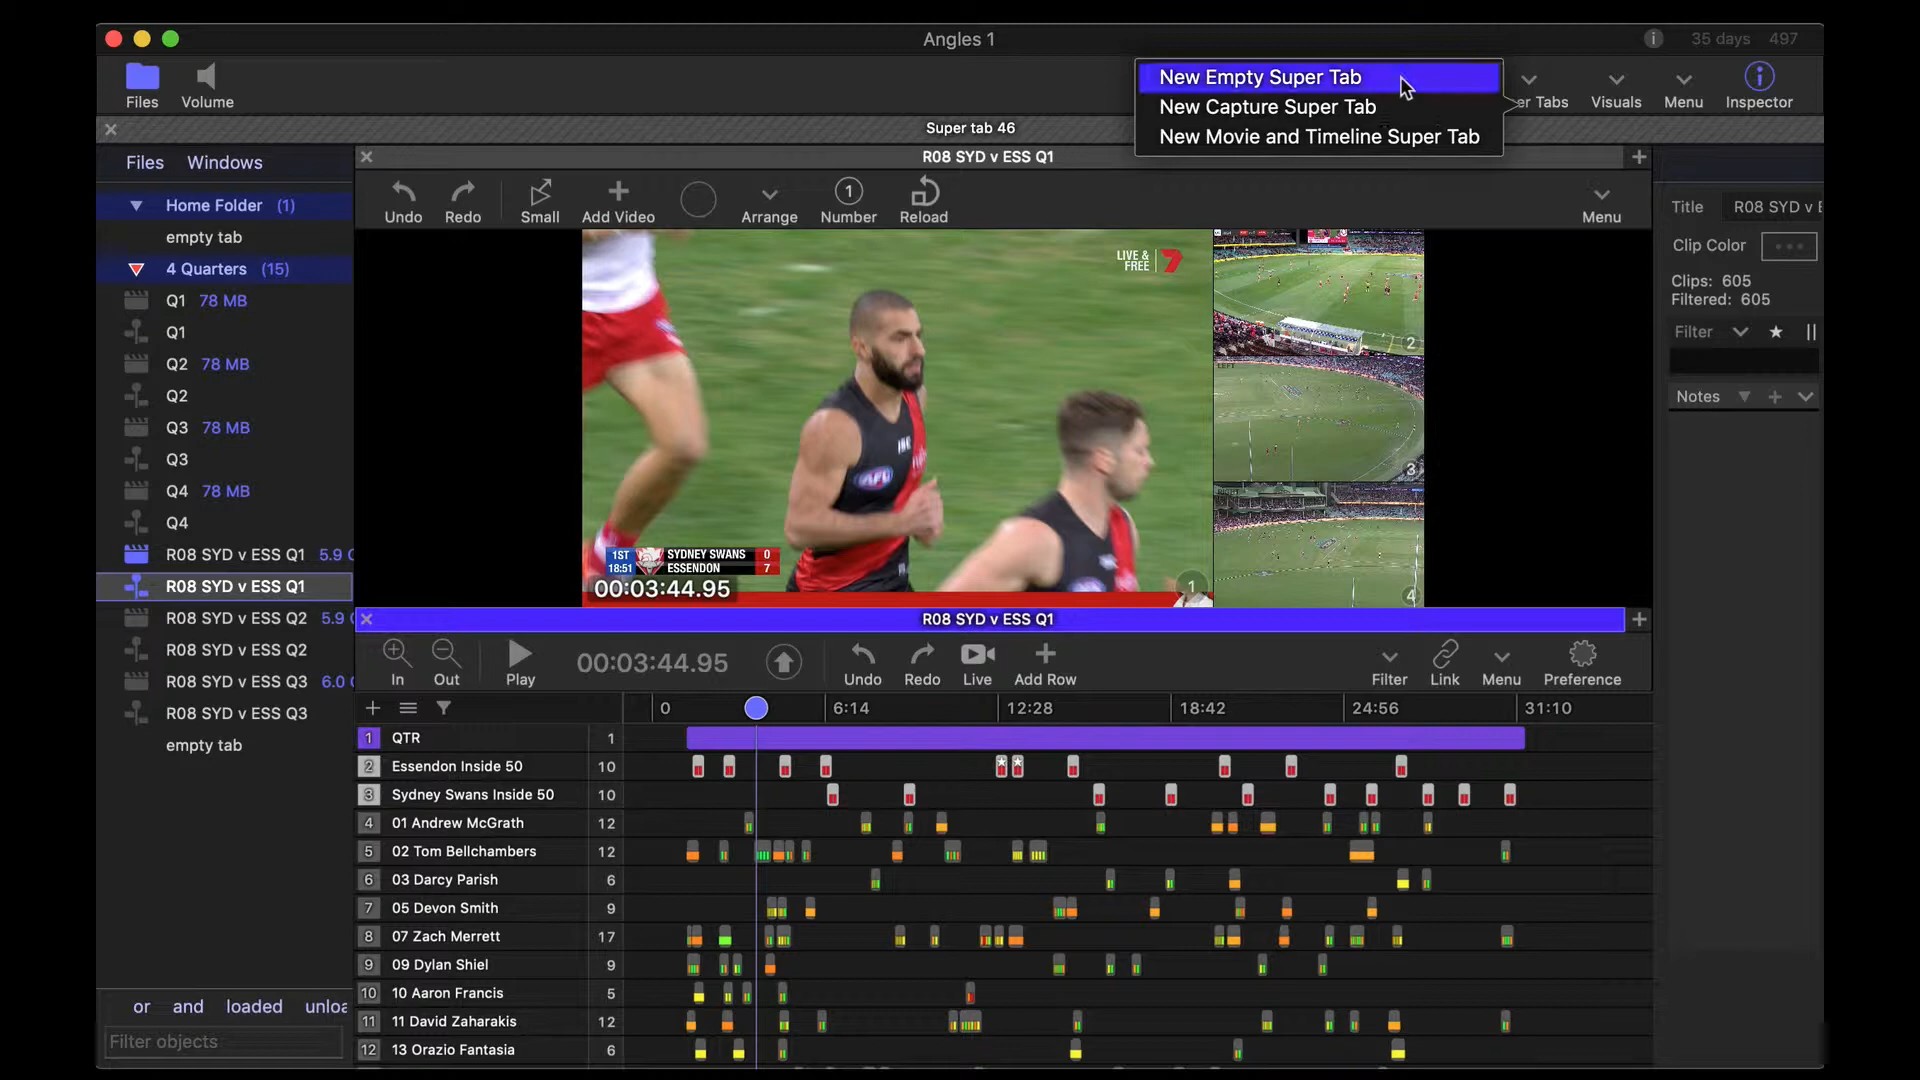 Angles 1
35 days 497
Files
Volume
New Empty Super Tab
New Capture Super Tab
New Movie and Timeline Super Tab
er Tabs
Visuals
Menu
Inspector
Super tab 46
Files Windows
Home Folder (1)
empty tab
4 Quarters (15)
Q1 78 MB
Q1
Q2 78 MB
Q2
Q3 78 MB
Q3
Q4 78 MB
Q4
R08 SYD v ESS Q1 5.9
R08 SYD v ESS Q1
R08 SYD v ESS Q2 5.9
R08 SYD v ESS Q2
R08 SYD v ESS Q3 6.0
R08 SYD v ESS Q3
empty tab
or and loaded unloa
Filter objects
R08 SYD v ESS Q1
Undo
Redo
Small
Add Video
Arrange
1
Number
Reload
Menu
LIVE &
FREE
7
AFL
1ST SYDNEY SWANS 0
18:51 ESSENDON 7
00:03:44.95
1
2
LEFT
3
4
Title R08 SYD v E
Clip Color
Clips: 605
Filtered: 605
Filter
Notes
R08 SYD v ESS Q1
In
Out
Play
00:03:44.95
Undo
Redo
Live
Add Row
Filter
Link
Menu
Preference
0 6:14 12:28 18:42 24:56 31:10
1 QTR 1
2 Essendon Inside 50 10
3 Sydney Swans Inside 50 10
4 01 Andrew McGrath 12
5 02 Tom Bellchambers 12
6 03 Darcy Parish 6
7 05 Devon Smith 9
8 07 Zach Merrett 17
9 09 Dylan Shiel 9
10 10 Aaron Francis 5
11 11 David Zaharakis 12
12 13 Orazio Fantasia 6